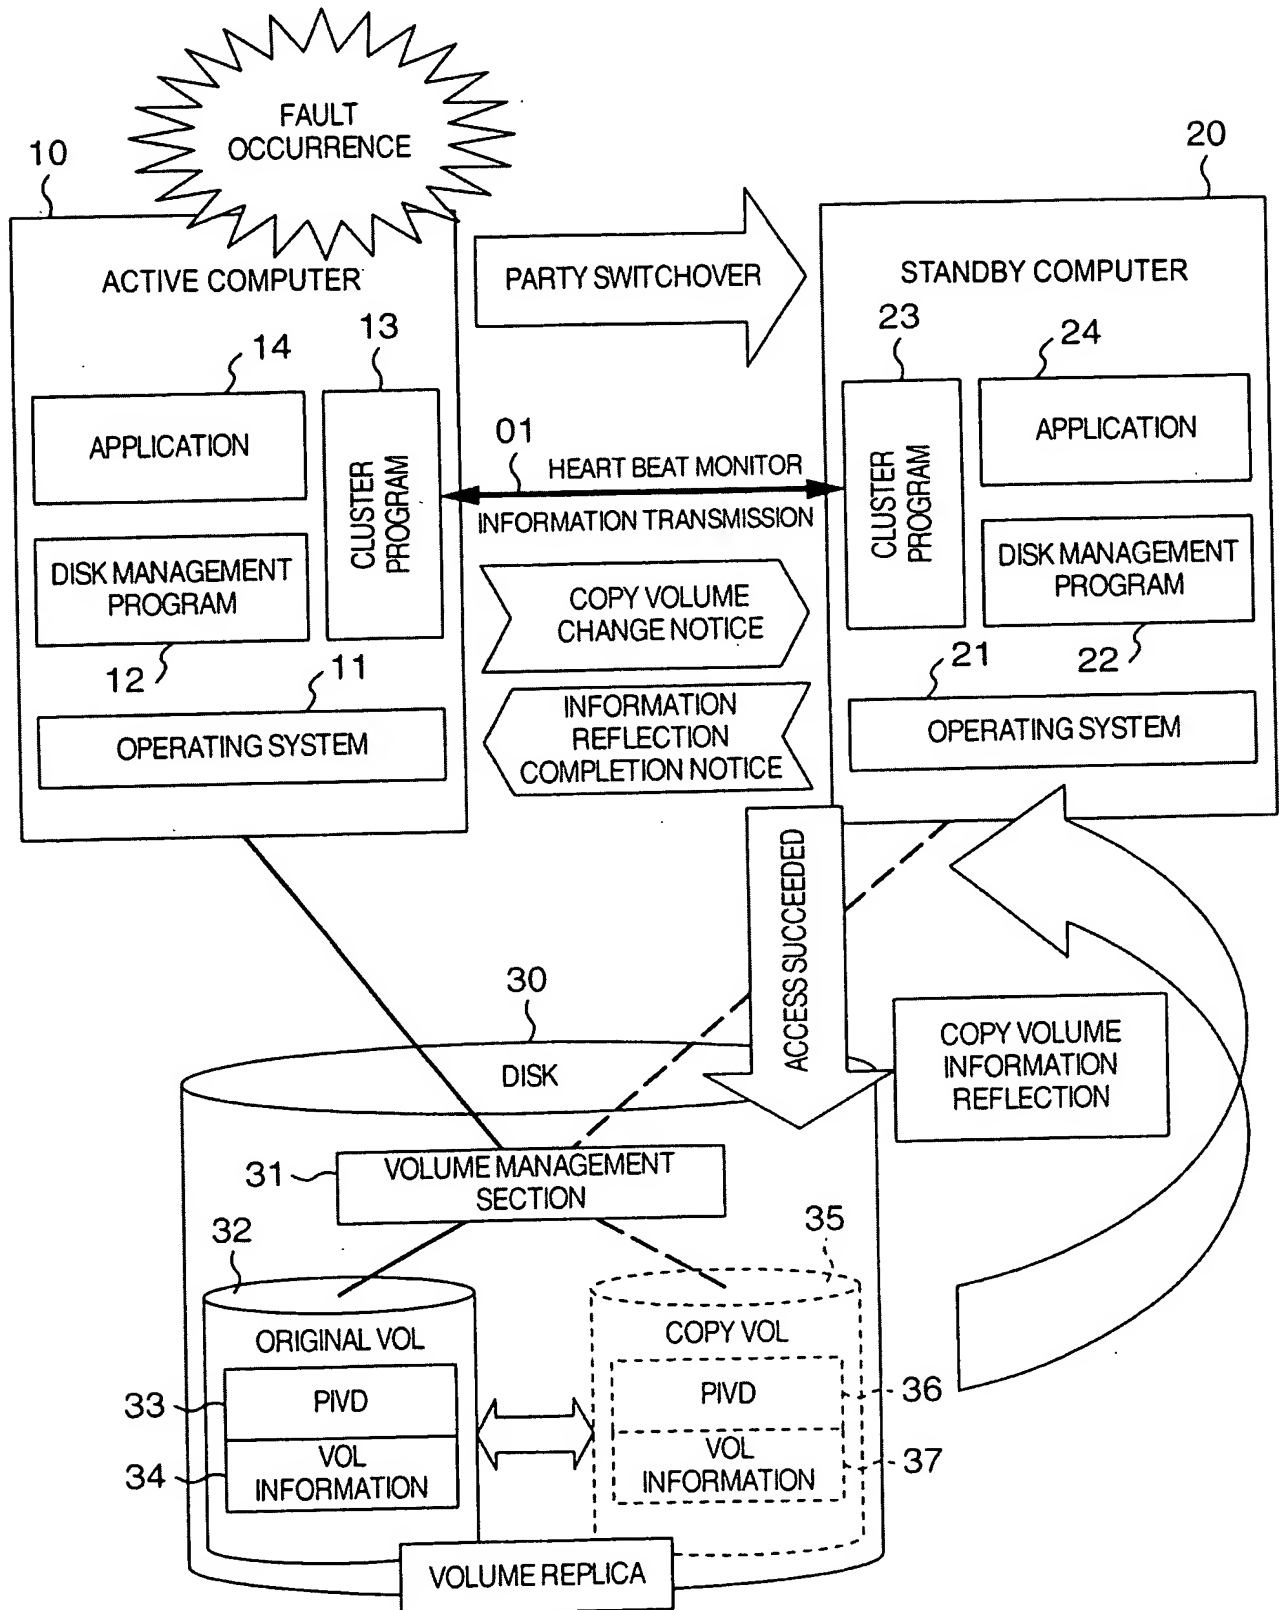 FAULT
OCCURRENCE
10
20
ACTIVE COMPUTER
PARTY SWITCHOVER
STANDBY COMPUTER
14
13
23
24
APPLICATION
CLUSTER
PROGRAM
01
HEART BEAT MONITOR
INFORMATION TRANSMISSION
CLUSTER
PROGRAM
APPLICATION
DISK MANAGEMENT
PROGRAM
DISK MANAGEMENT
PROGRAM
COPY VOLUME
CHANGE NOTICE
12
11
21
22
OPERATING SYSTEM
INFORMATION
REFLECTION
COMPLETION NOTICE
OPERATING SYSTEM
ACCESS SUCCEEDED
30
DISK
COPY VOLUME
INFORMATION
REFLECTION
31
VOLUME MANAGEMENT
SECTION
32
35
ORIGINAL VOL
COPY VOL
33
PIVD
PIVD
36
34
VOL
INFORMATION
VOL
INFORMATION
37
VOLUME REPLICA